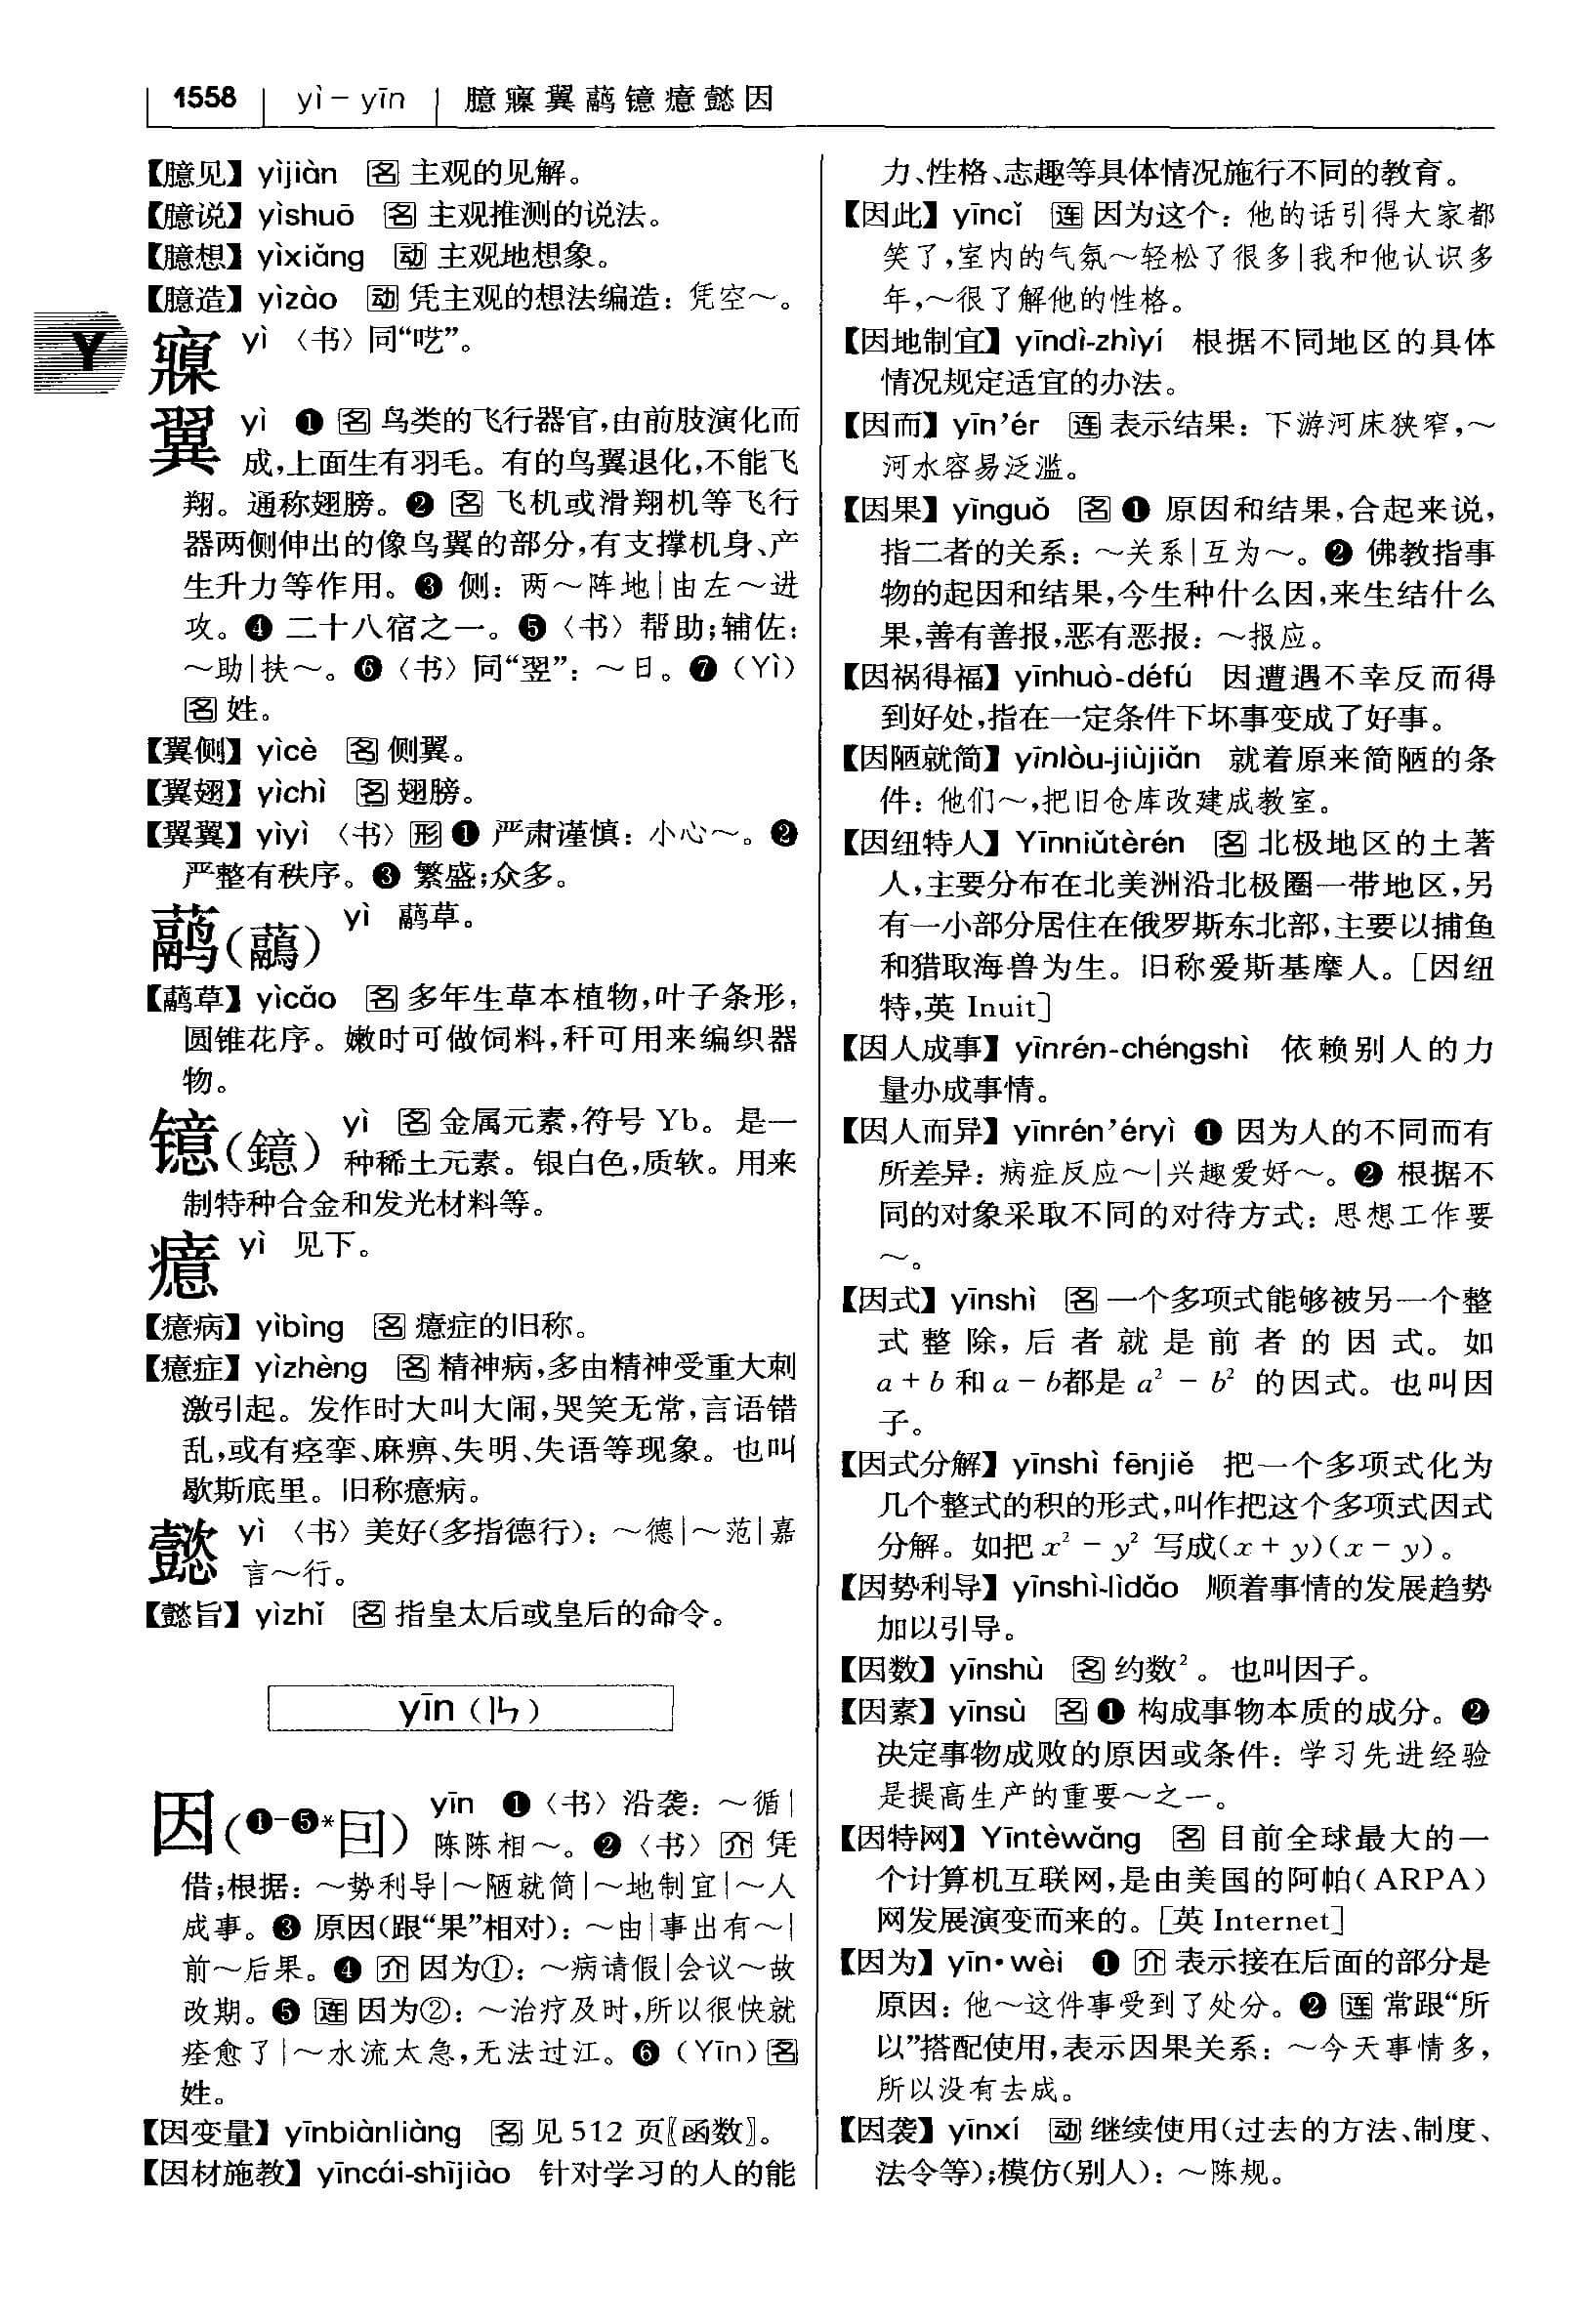 1558 yì – yīn 臆㾜翼虉镱癔懿因
【臆见】 yìjiàn 名 主观的见解。
【臆说】 yìshuō 名 主观推测的说法。
【臆想】 yìxiǎng 动 主观地想象。
【臆造】 yìzào 动 凭主观的想法编造：凭空～。
Y
yì 〈书〉同“呓”。
翼 yì ❶ 名 鸟类的飞行器官，由前肢演化而
成，上面生有羽毛。有的鸟翼退化，不能飞
翔。通称翅膀。❷ 名 飞机或滑翔机等飞行
器两侧伸出的像鸟翼的部分，有支撑机身、产
生升力等作用。❸ 侧：两～阵地|由左～进
攻。❹ 二十八宿之一。❺〈书〉帮助；辅佐：
～助|扶～。❻〈书〉同“翌”：～日。❼（Yì）
名 姓。
【翼侧】 yìcè 名 侧翼。
【翼翅】 yìchì 名 翅膀。
【翼翼】 yìyì 〈书〉形 ❶ 严肃谨慎：小心～。❷
严整有秩序。❸ 繁盛；众多。
虉（虉） yì 虉草。
【虉草】 yìcǎo 名 多年生草本植物，叶子条形，
圆锥花序。嫩时可做饲料，秆可用来编织器
物。
镱（鐿） yì 名 金属元素，符号 Yb。是一
种稀土元素。银白色，质软。用来
制特种合金和发光材料等。
癔 yì 见下。
【癔病】 yìbìng 名 癔症的旧称。
【癔症】 yìzhèng 名 精神病，多由精神受重大刺
激引起。发作时大叫大闹，哭笑无常，言语错
乱，或有痉挛、麻痹、失明、失语等现象。也叫
歇斯底里。旧称癔病。
懿 yì 〈书〉美好（多指德行）：～德|～范|嘉
言～行。
【懿旨】 yìzhǐ 名 指皇太后或皇后的命令。
yīn（ㄧㄣ）
因（❶-❺*囙） yīn ❶〈书〉沿袭：～循|
陈陈相～。❷〈书〉介 凭
借；根据：～势利导|～陋就简|～地制宜|～人
成事。❸ 原因（跟“果”相对）：～由|事出有～|
前～后果。❹ 介 因为①：～病请假|会议～故
改期。❺ 连 因为②：～治疗及时，所以很快就
痊愈了|～水流太急，无法过江。❻（Yīn）名
姓。
【因变量】 yīnbiànliàng 名 见 512 页〖函数〗。
【因材施教】 yīncái-shījiào 针对学习的人的能
力、性格、志趣等具体情况施行不同的教育。
【因此】 yīncǐ 连 因为这个：他的话引得大家都
笑了，室内的气氛～轻松了很多|我和他认识多
年，～很了解他的性格。
【因地制宜】 yīndì-zhìyí 根据不同地区的具体
情况规定适宜的办法。
【因而】 yīn’ér 连 表示结果：下游河床狭窄，～
河水容易泛滥。
【因果】 yīnguǒ 名 ❶ 原因和结果，合起来说，
指二者的关系：～关系|互为～。❷ 佛教指事
物的起因和结果，今生种什么因，来生结什么
果，善有善报，恶有恶报：～报应。
【因祸得福】 yīnhuò-défú 因遭遇不幸反而得
到好处，指在一定条件下坏事变成了好事。
【因陋就简】 yīnlòu-jiùjiǎn 就着原来简陋的条
件：他们～，把旧仓库改建成教室。
【因纽特人】 Yīnniǔtèrén 名 北极地区的土著
人，主要分布在北美洲沿北极圈一带地区，另
有一小部分居住在俄罗斯东北部，主要以捕鱼
和猎取海兽为生。旧称爱斯基摩人。[因纽
特，英 Inuit]
【因人成事】 yīnrén-chéngshì 依赖别人的力
量办成事情。
【因人而异】 yīnrén’éryì ❶ 因为人的不同而有
所差异：病症反应～|兴趣爱好～。❷ 根据不
同的对象采取不同的对待方式：思想工作要
～。
【因式】 yīnshì 名 一个多项式能够被另一个整
式整除，后者就是前者的因式。如
a + b 和 a − b都是 a² − b² 的因式。也叫因
子。
【因式分解】 yīnshì fēnjiě 把一个多项式化为
几个整式的积的形式，叫作把这个多项式因式
分解。如把 x² − y² 写成(x + y)(x − y)。
【因势利导】 yīnshì-lìdǎo 顺着事情的发展趋势
加以引导。
【因数】 yīnshù 名 约数²。也叫因子。
【因素】 yīnsù 名 ❶ 构成事物本质的成分。❷
决定事物成败的原因或条件：学习先进经验
是提高生产的重要～之一。
【因特网】 Yīntèwǎng 名 目前全球最大的一
个计算机互联网，是由美国的阿帕（ARPA）
网发展演变而来的。[英 Internet]
【因为】 yīn·wèi ❶ 介 表示接在后面的部分是
原因：他～这件事受到了处分。❷ 连 常跟“所
以”搭配使用，表示因果关系：～今天事情多，
所以没有去成。
【因袭】 yīnxí 动 继续使用（过去的方法、制度、
法令等）；模仿（别人）：～陈规。